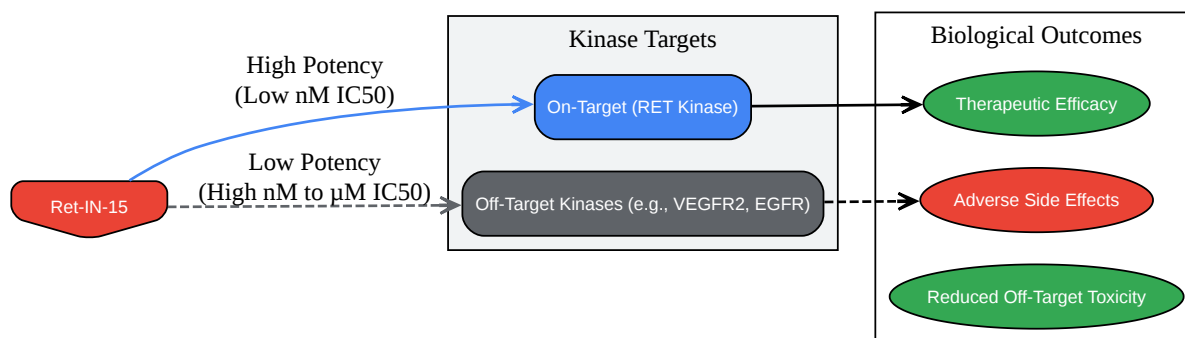 Kinase Targets
Biological Outcomes
High Potency
(Low nM IC50)
On-Target (RET Kinase)
Therapeutic Efficacy
Low Potency
(High nM to µM IC50)
Ret-IN-15
Off-Target Kinases (e.g., VEGFR2, EGFR)
Adverse Side Effects
Reduced Off-Target Toxicity